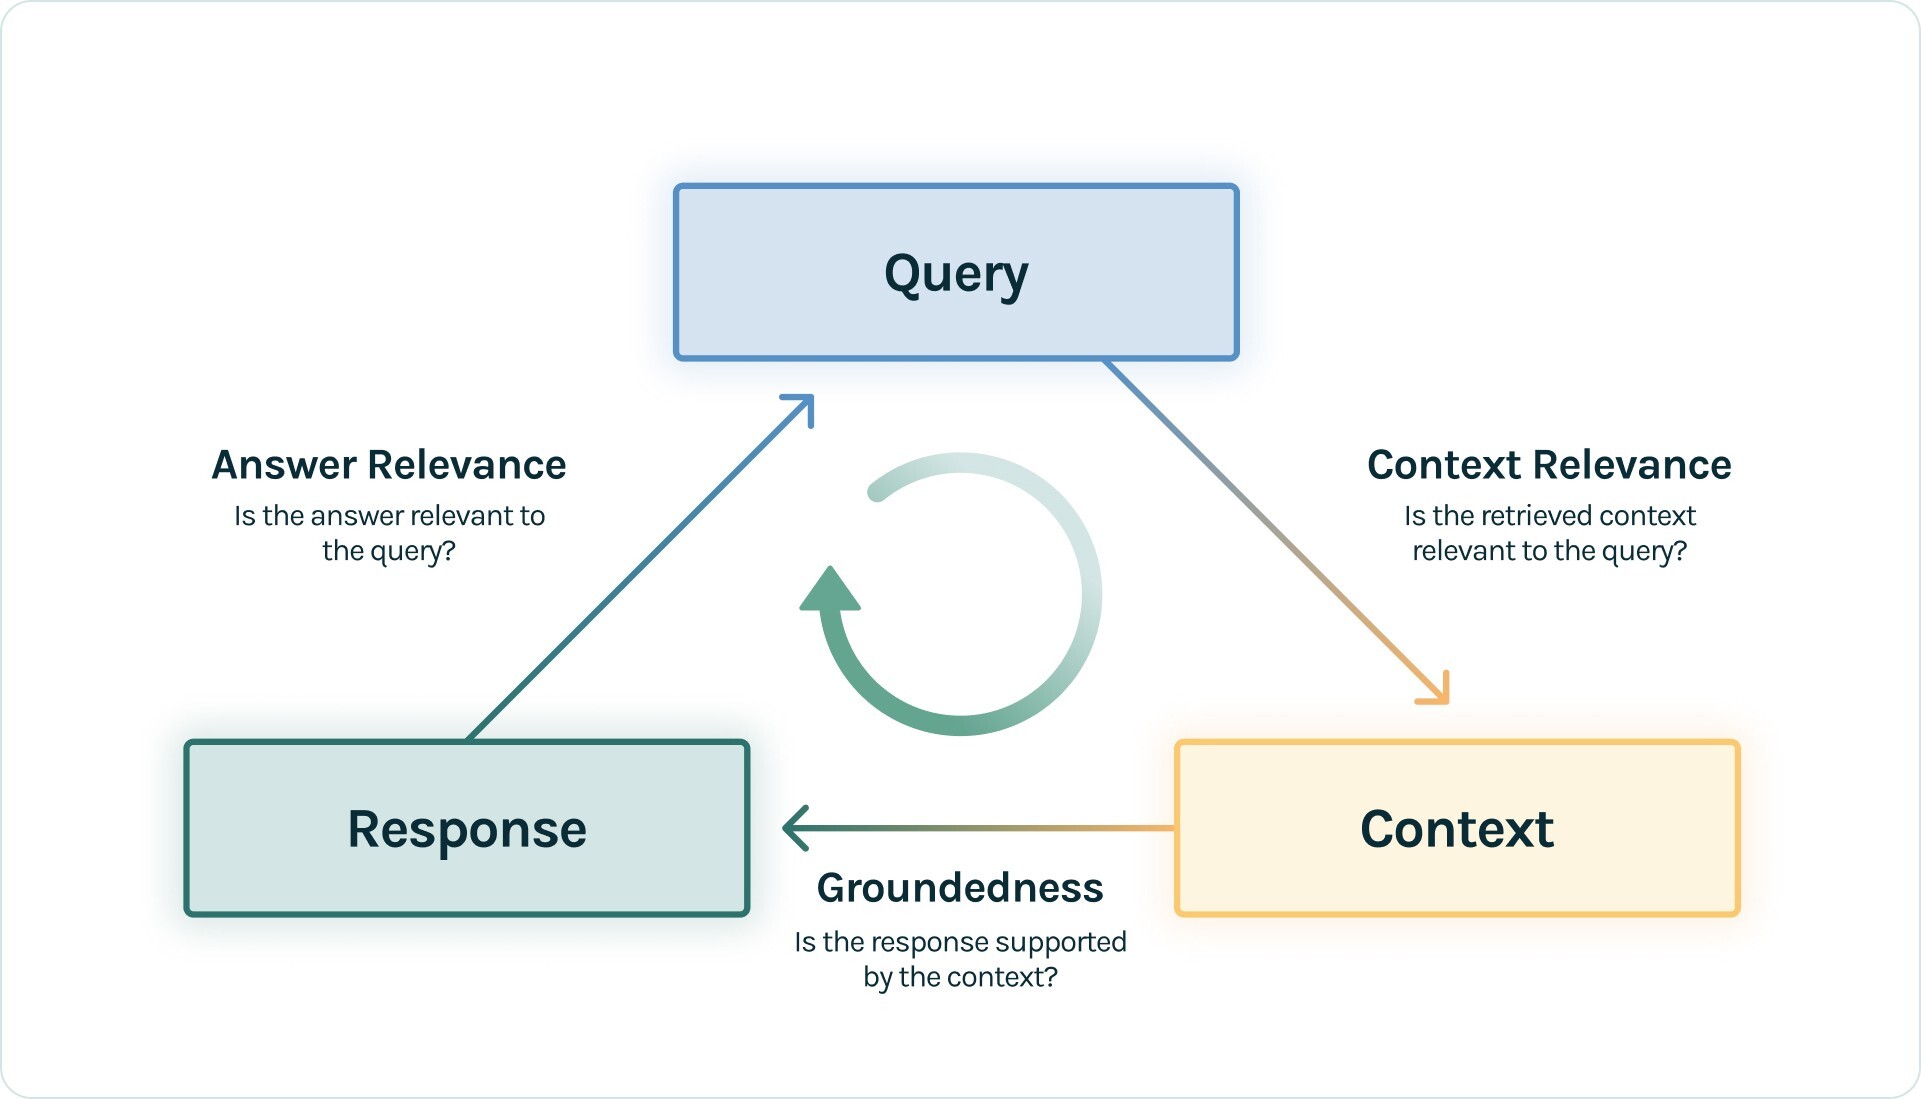 Query
Answer Relevance
Is the answer relevant to
the query?
Context Relevance
Is the retrieved context
relevant to the query?
Response
Context
Groundedness
Is the response supported
by the context?